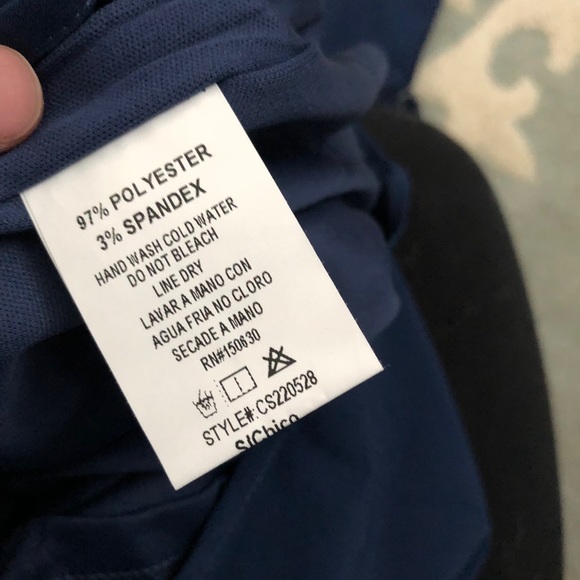 97% POLYESTER
3% SPANDEX
HAND WASH COLD WATER
DO NOT BLEACH
LINE DRY
LAVAR A MANO CON
AGUA FRIA NO CLORO
SECADE A MANO
RN#150630
STYLE#:CS220528
S/Chico